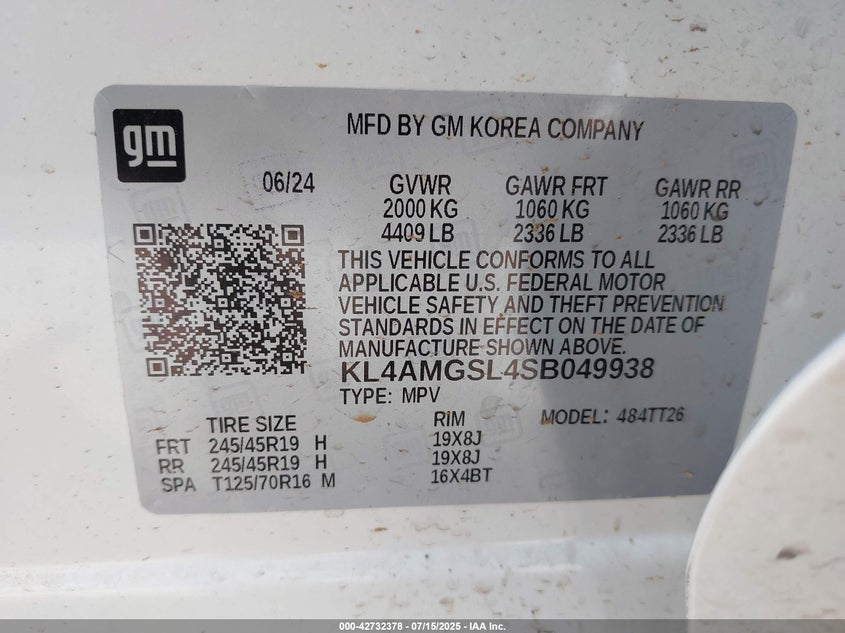 gm
MFD BY GM KOREA COMPANY
06/24
GVWR GAWR FRT GAWR RR
2000 KG 1060 KG 1060 KG
4409 LB 2336 LB 2336 LB
THIS VEHICLE CONFORMS TO ALL
APPLICABLE U.S. FEDERAL MOTOR
VEHICLE SAFETY AND THEFT PREVENTION
STANDARDS IN EFFECT ON THE DATE OF
MANUFACTURE SHOWN ABOVE.
KL4AMGSL4SB049938
TYPE: MPV
TIRE SIZE RIM MODEL: 484TT26
FRT 245/45R19 H 19X8J
RR 245/45R19 H 19X8J
SPA T125/70R16 M 16X4BT
000-42732378 - 07/15/2025 - IAA Inc.